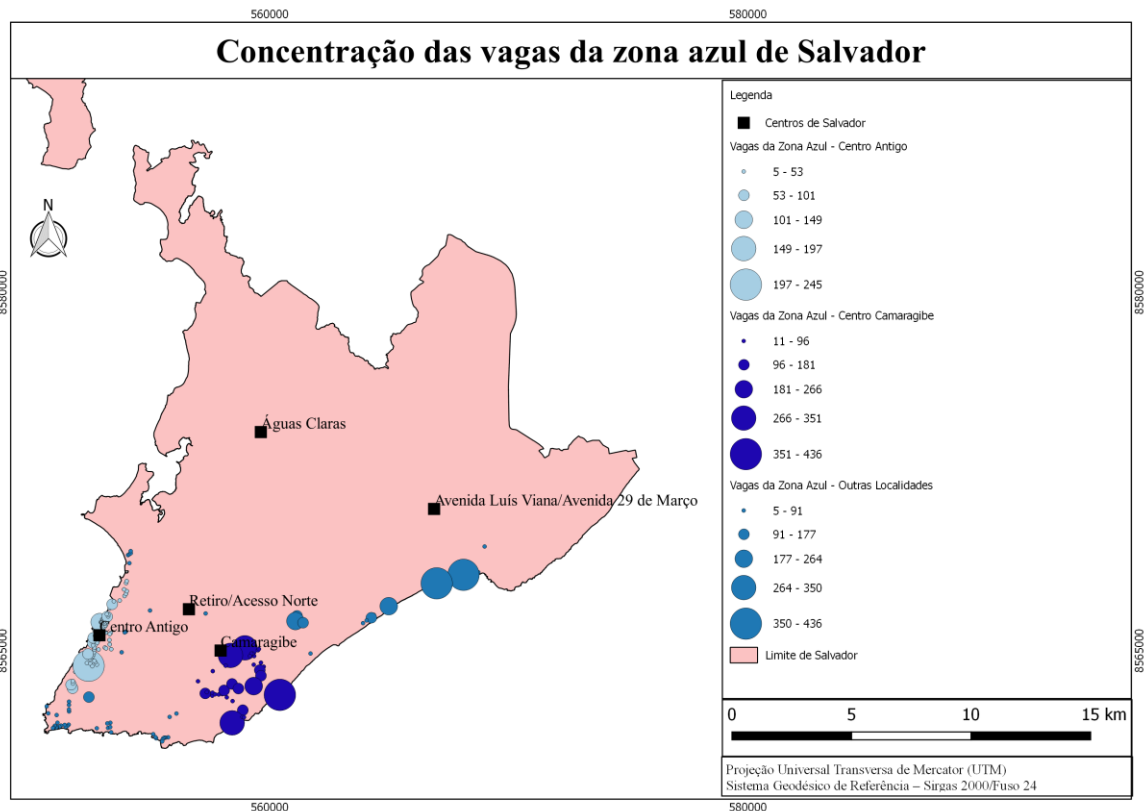 560000
580000
Concentração das vagas da zona azul de Salvador
Legenda
Centros de Salvador
Vagas da Zona Azul - Centro Antigo
5 - 53
53 - 101
101 - 149
149 - 197
197 - 245
Vagas da Zona Azul - Centro Camaragibe
11 - 96
96 - 181
181 - 266
266 - 351
351 - 436
Vagas da Zona Azul - Outras Localidades
5 - 91
91 - 177
177 - 264
264 - 350
350 - 436
Limite de Salvador
N
8580000
8580000
Águas Claras
Avenida Luís Viana/Avenida 29 de Março
Retiro/Acesso Norte
Centro Antigo
Camaragibe
8565000
8565000
0 5 10 15 km
Projeção Universal Transversa de Mercator (UTM)
Sistema Geodésico de Referência – Sirgas 2000/Fuso 24
560000
580000